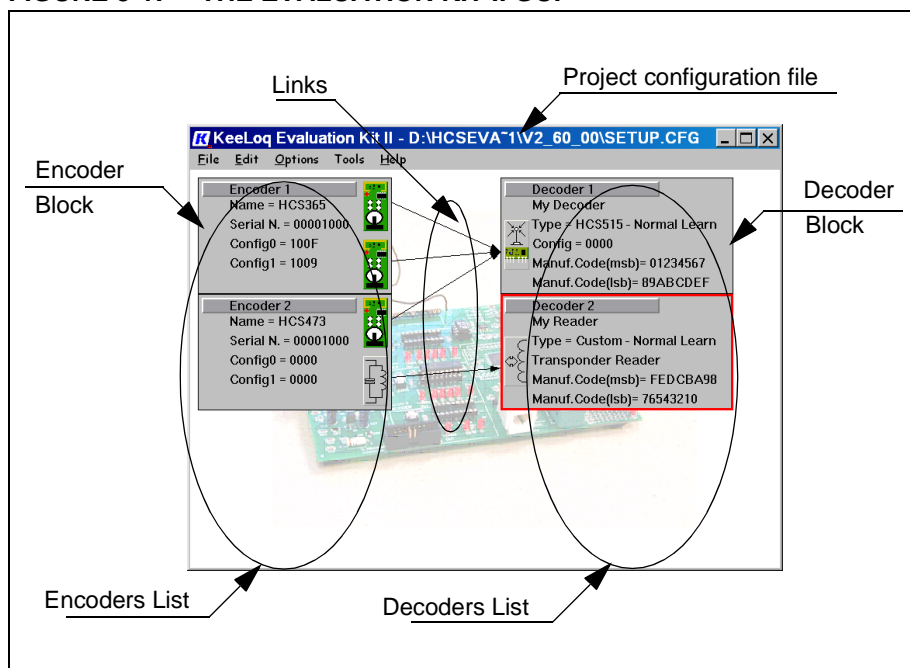 Links
Project configuration file
KeeLoq Evaluation Kit II - D:\HCSEVA~1\V2_60_00\SETUP.CFG
File Edit Options Tools Help
Encoder
Block
Decoder
Block
Encoder 1
Name = HCS365
Serial N. = 00001000
Config0 = 100F
Config1 = 1009
Encoder 2
Name = HCS473
Serial N. = 00001000
Config0 = 0000
Config1 = 0000
Decoder 1
My Decoder
Type = HCS515 - Normal Learn
Config = 0000
Manuf.Code(msb)= 01234567
Manuf.Code(lsb)= 89ABCDEF
Decoder 2
My Reader
Type = Custom - Normal Learn
Transponder Reader
Manuf.Code(msb)= FEDCBA98
Manuf.Code(lsb)= 76543210
Encoders List
Decoders List